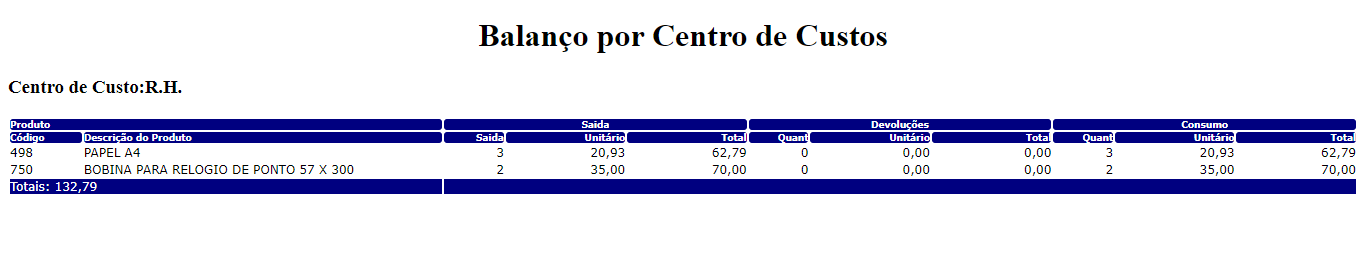 Balanço por Centro de Custos
Centro de Custo:R.H.
Produto Saida Devoluções Consumo
Código Descrição do Produto Saida Unitário Total Quant Unitário Total Quant Unitário Total
498 PAPEL A4 3 20,93 62,79 0 0,00 0,00 3 20,93 62,79
750 BOBINA PARA RELOGIO DE PONTO 57 X 300 2 35,00 70,00 0 0,00 0,00 2 35,00 70,00
Totais: 132,79